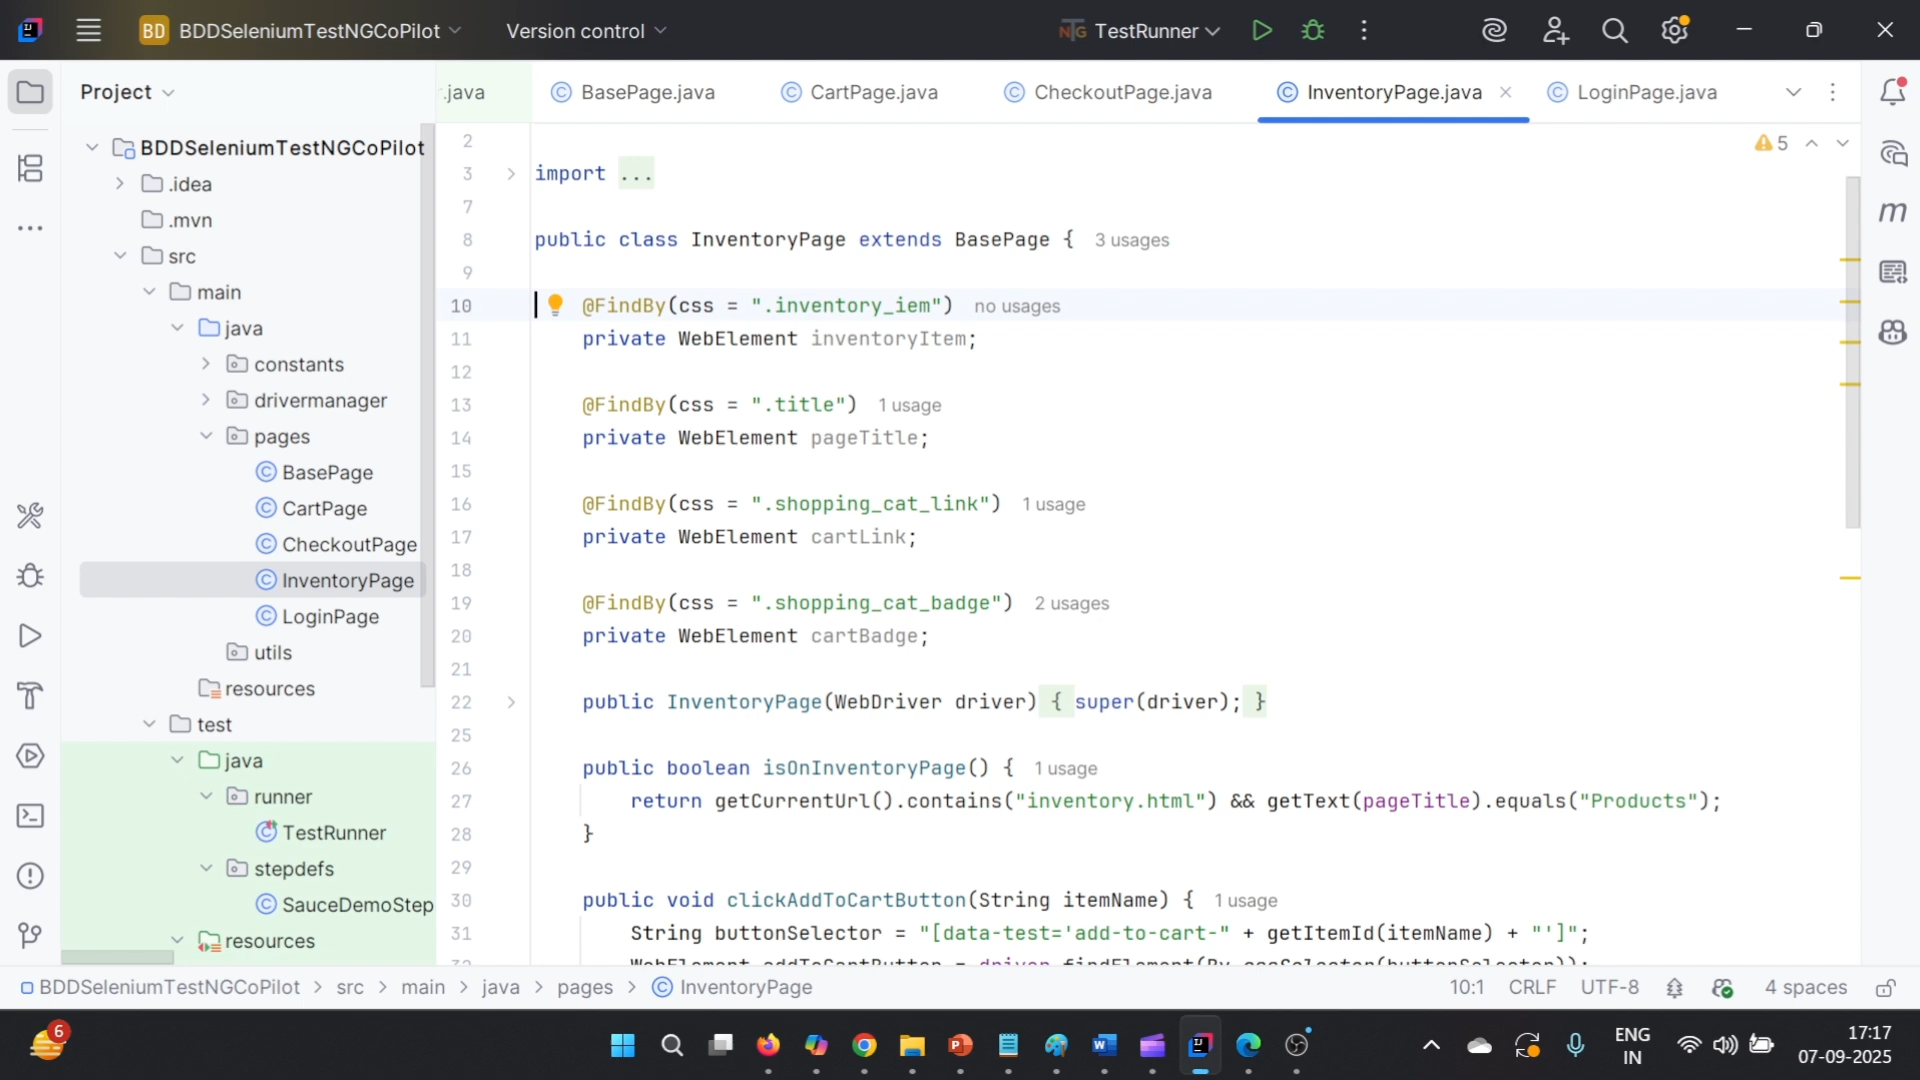 BD BDDSeleniumTestNGCoPilot Version control TestRunner
Project
.java BasePage.java CartPage.java CheckoutPage.java InventoryPage.java LoginPage.java
BDDSeleniumTestNGCoPilot
.idea
.mvn
src
main
java
constants
drivermanager
pages
BasePage
CartPage
CheckoutPage
InventoryPage
LoginPage
utils
resources
test
java
runner
TestRunner
stepdefs
SauceDemoStep
resources
5
2
3 import ...
7
8 public class InventoryPage extends BasePage { 3 usages
9
10 @FindBy(css = ".inventory_iem") no usages
11 private WebElement inventoryItem;
12
13 @FindBy(css = ".title") 1 usage
14 private WebElement pageTitle;
15
16 @FindBy(css = ".shopping_cat_link") 1 usage
17 private WebElement cartLink;
18
19 @FindBy(css = ".shopping_cat_badge") 2 usages
20 private WebElement cartBadge;
21
22 public InventoryPage(WebDriver driver) { super(driver); }
25
26 public boolean isOnInventoryPage() { 1 usage
27 return getCurrentUrl().contains("inventory.html") && getText(pageTitle).equals("Products");
28 }
29
30 public void clickAddToCartButton(String itemName) { 1 usage
31 String buttonSelector = "[data-test='add-to-cart-" + getItemId(itemName) + "']";
32 WebElement addToCartButton = driver.findElement(By.cssSelector(buttonSelector));
BDDSeleniumTestNGCoPilot > src > main > java > pages > InventoryPage 10:1 CRLF UTF-8 4 spaces
6
ENG
IN
17:17
07-09-2025